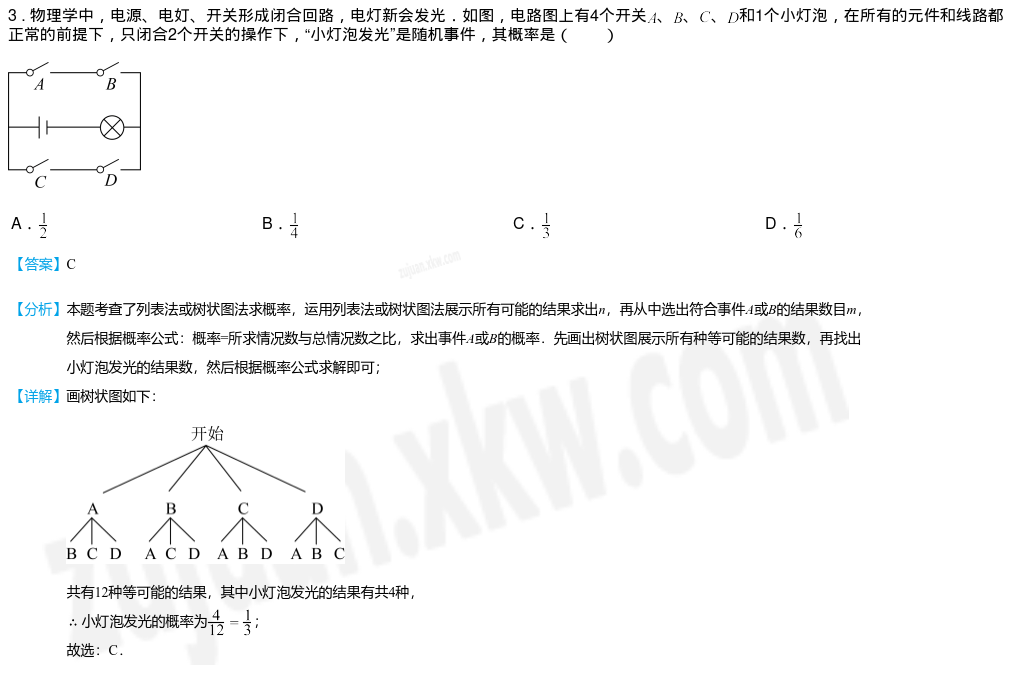 3．物理学中，电源、电灯、开关形成闭合回路，电灯新会发光．如图，电路图上有4个开关A、B、C、D和1个小灯泡，在所有的元件和线路都
正常的前提下，只闭合2个开关的操作下，“小灯泡发光”是随机事件，其概率是（　　）
A B
C D
A．1/2 B．1/4 C．1/3 D．1/6
【答案】C
zujuan.xkw.com
【分析】本题考查了列表法或树状图法求概率，运用列表法或树状图法展示所有可能的结果求出n，再从中选出符合事件A或B的结果数目m，
然后根据概率公式：概率=所求情况数与总情况数之比，求出事件A或B的概率．先画出树状图展示所有种等可能的结果数，再找出
小灯泡发光的结果数，然后根据概率公式求解即可；
【详解】画树状图如下：
开始
A B C D
B C D A C D A B D A B C
共有12种等可能的结果，其中小灯泡发光的结果有共4种，
∴小灯泡发光的概率为4/12=1/3；
故选：C．
zujuan.xkw.com